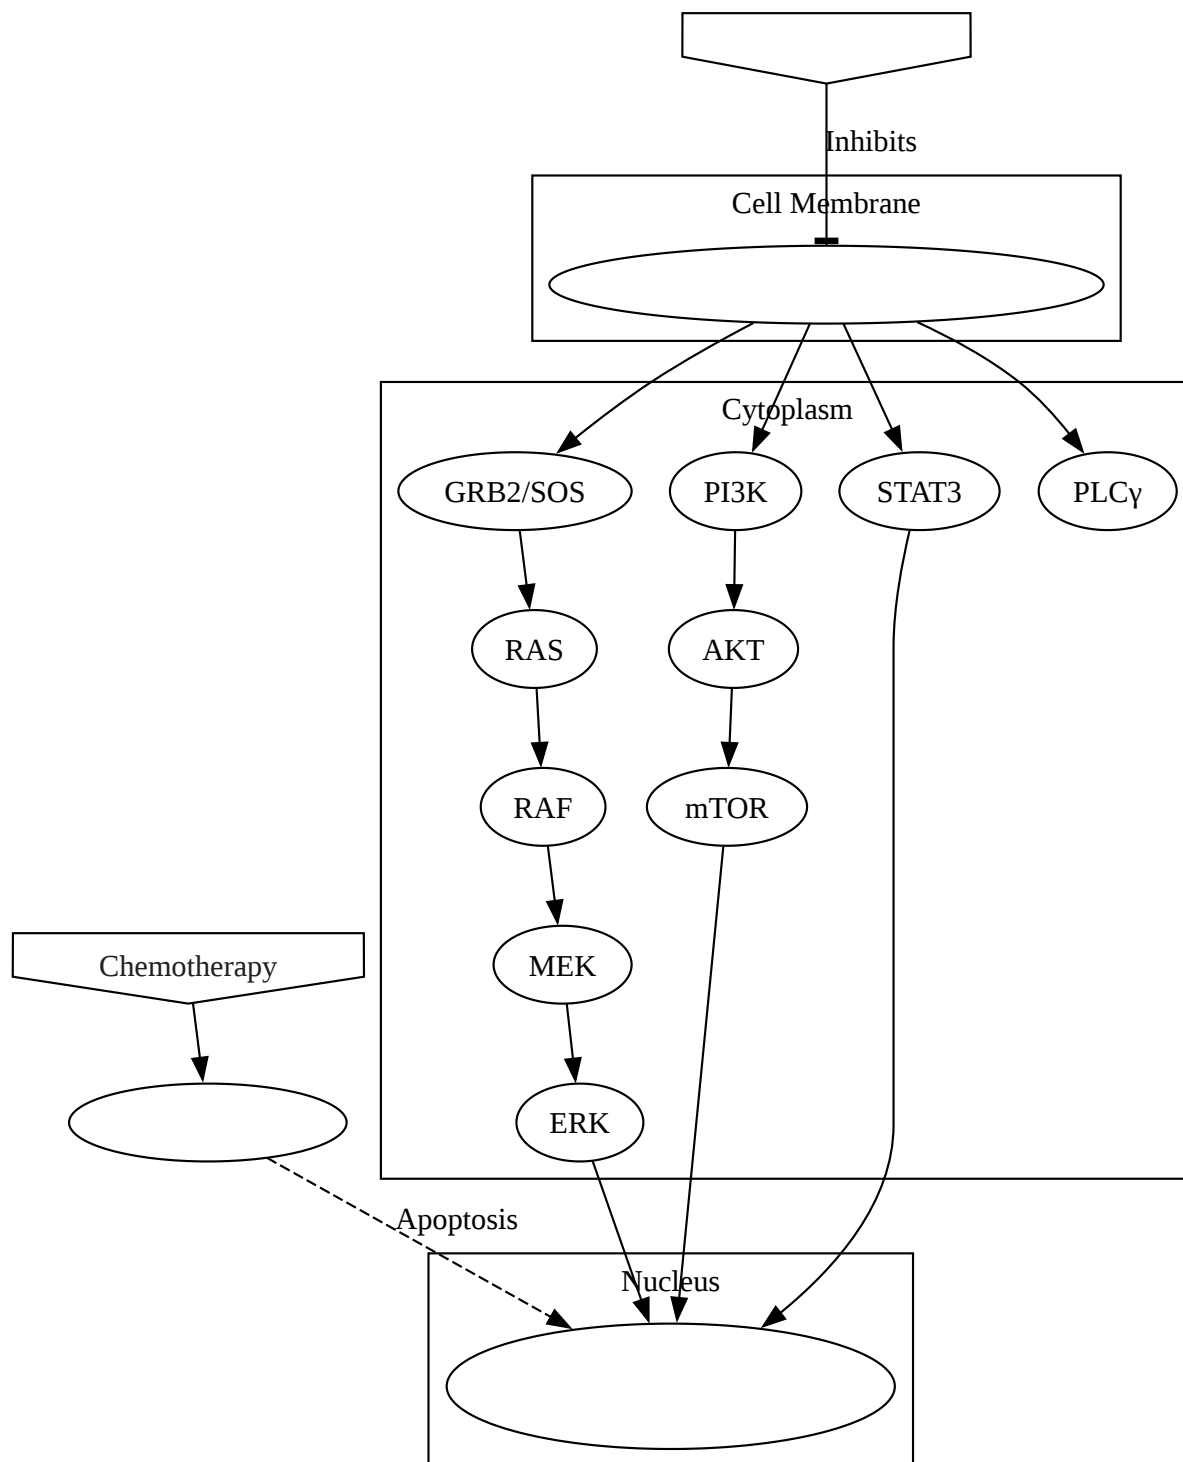 Inhibits
Cell Membrane
Cytoplasm
GRB2/SOS
PI3K
STAT3
PLCγ
RAS
AKT
RAF
mTOR
Chemotherapy
MEK
ERK
Apoptosis
Nucleus